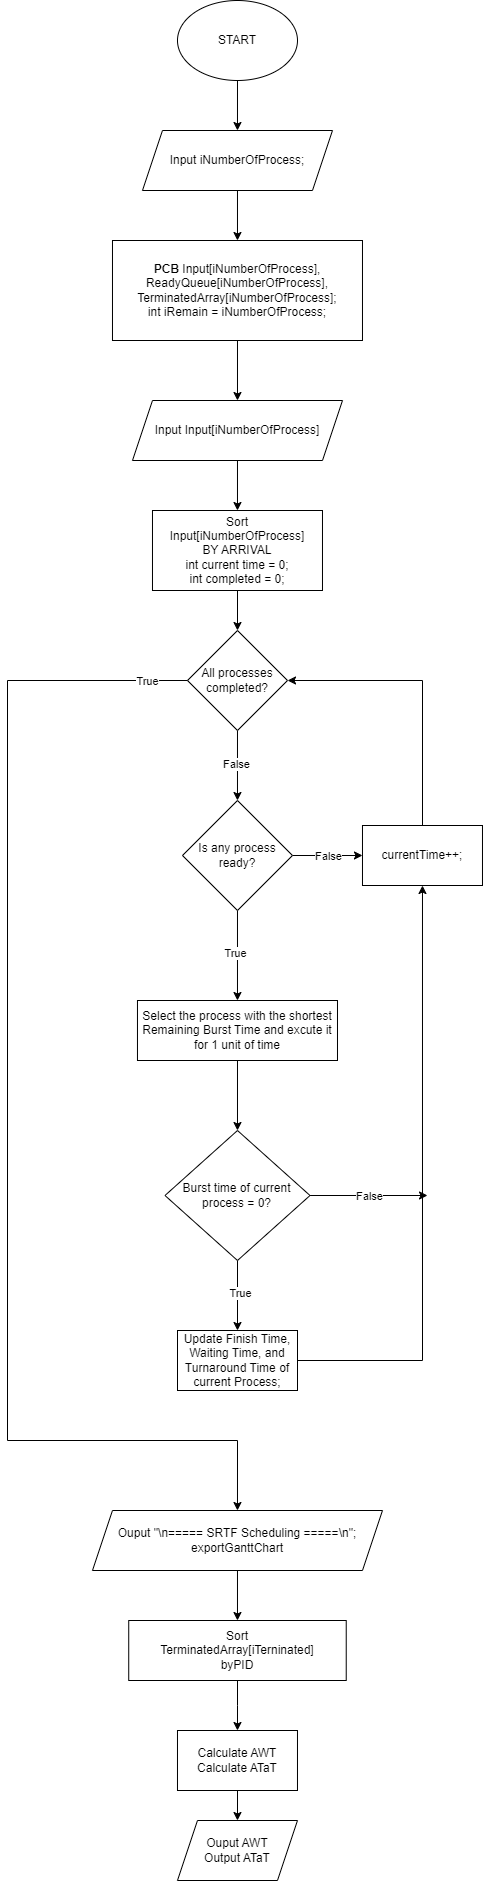 START
Input iNumberOfProcess;
PCB Input[iNumberOfProcess],
ReadyQueue[iNumberOfProcess],
TerminatedArray[iNumberOfProcess];
int iRemain = iNumberOfProcess;
Input Input[iNumberOfProcess]
Sort
Input[iNumberOfProcess]
BY ARRIVAL
int current time = 0;
int completed = 0;
All processes
completed?
True
False
Is any process
ready?
False
currentTime++;
True
Select the process with the shortest
Remaining Burst Time and excute it
for 1 unit of time
Burst time of current
process = 0?
False
True
Update Finish Time,
Waiting Time, and
Turnaround Time of
current Process;
Ouput "\n===== SRTF Scheduling =====\n";
exportGanttChart
Sort
TerminatedArray[iTerninated]
byPID
Calculate AWT
Calculate ATaT
Ouput AWT
Output ATaT